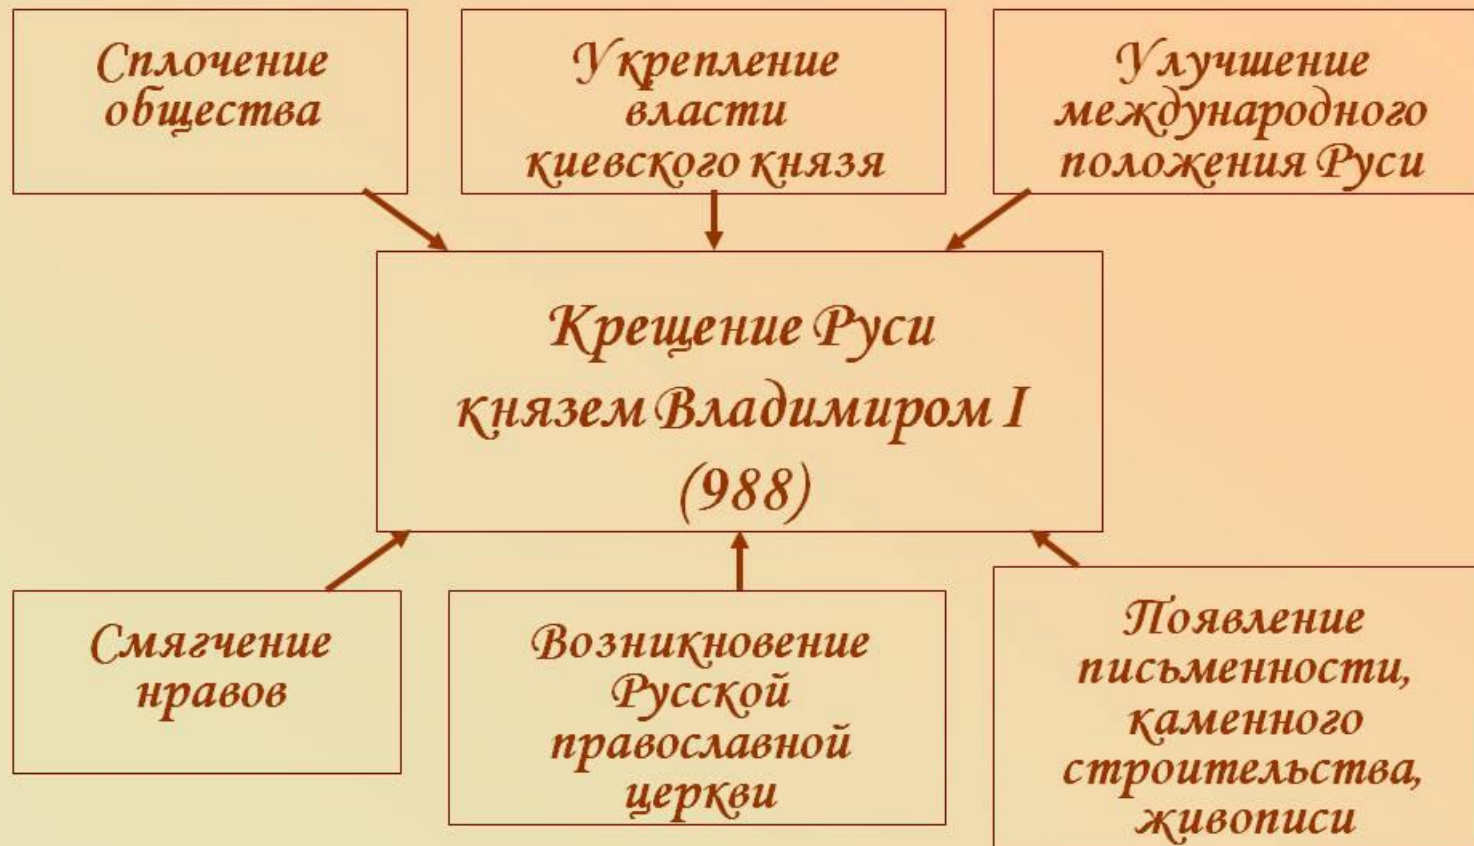 Сплочение
общества
Укрепление
власти
киевского князя
Улучшение
международного
положения Руси
Крещение Руси
князем Владимиром I
(988)
Смягчение
нравов
Возникновение
Русской
православной
церкви
Появление
письменности,
каменного
строительства,
живописи